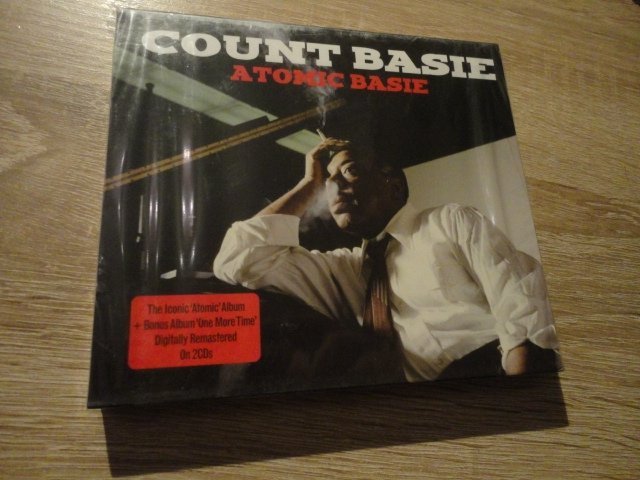 COUNT BASIE
ATOMIC BASIE
The Iconic 'Atomic' Album
+ Bonus Album 'One More Time'
Digitally Remastered
On 2CDs